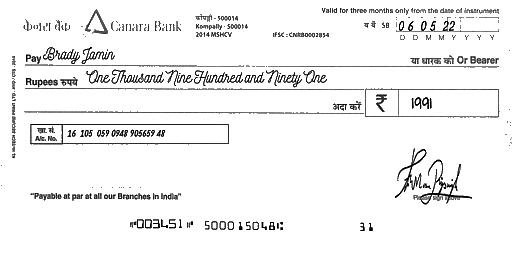 Valid for three months only from the date of instrument
केनरा बैंक Canara Bank
कोंपल्ली - 500014
Kompally - 500014
2014 MSHCV
IFSC : CNRB0002854
SB 06 05 22
D D M M Y Y Y Y
Pay Brady Jamin या धारक को Or Bearer
Rupees रुपये One Thousand Nine Hundred and Ninety One
अदा करें ₹ 1991
खा. सं.
A/c. No. 16 105 059 0948 905659 48
Please sign above
"Payable at par at all our Branches in India"
⑈003451⑈ 500015048⑆ 31